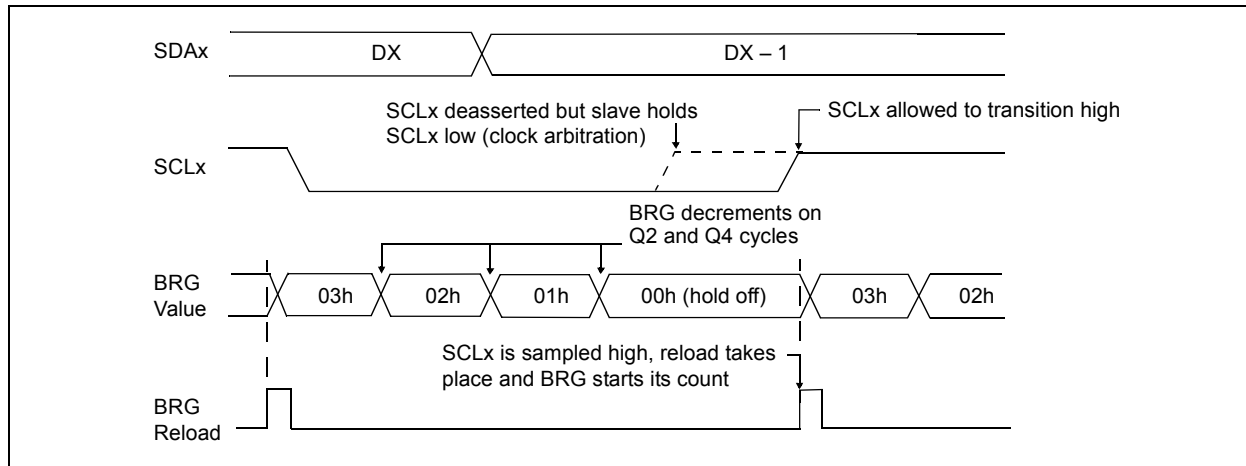 SDAx
DX
DX – 1
SCLx deasserted but slave holds
SCLx low (clock arbitration)
SCLx allowed to transition high
SCLx
BRG decrements on
Q2 and Q4 cycles
BRG
Value
03h
02h
01h
00h (hold off)
03h
02h
SCLx is sampled high, reload takes
place and BRG starts its count
BRG
Reload